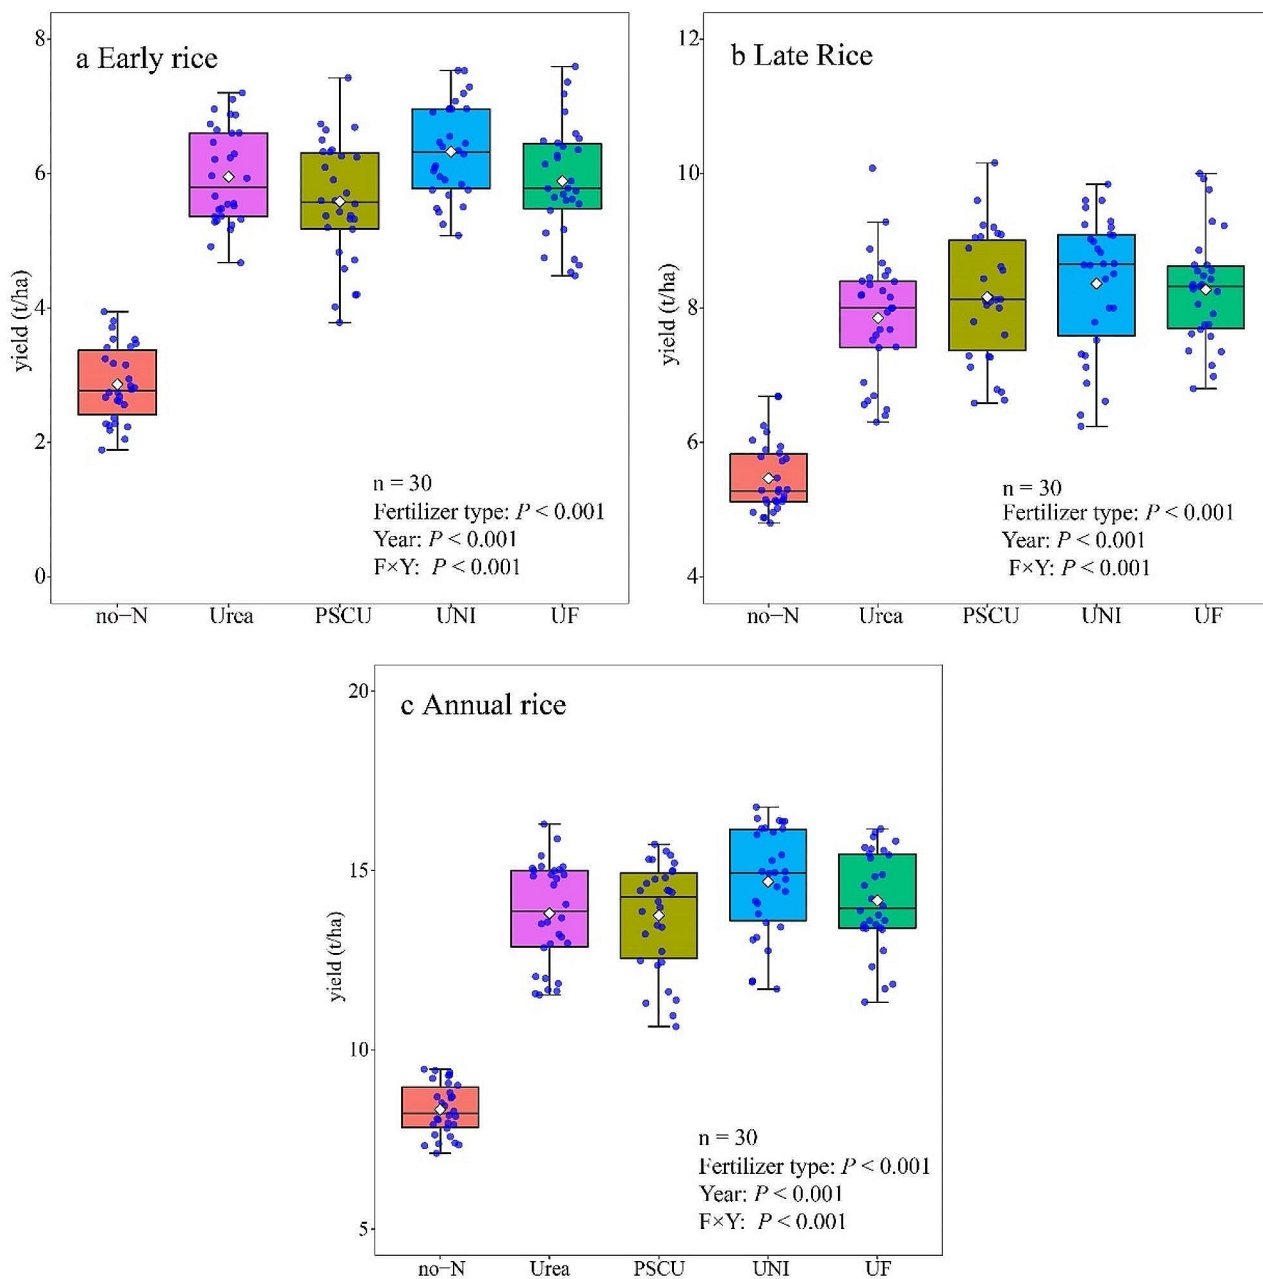 a Early rice
8
6
4
2
0
yield (t/ha)
n = 30
Fertilizer type: P < 0.001
Year: P < 0.001
F×Y: P < 0.001
no−N Urea PSCU UNI UF
b Late Rice
12
10
8
6
4
yield (t/ha)
n = 30
Fertilizer type: P < 0.001
Year: P < 0.001
F×Y: P < 0.001
no−N Urea PSCU UNI UF
c Annual rice
20
15
10
5
yield (t/ha)
n = 30
Fertilizer type: P < 0.001
Year: P < 0.001
F×Y: P < 0.001
no−N Urea PSCU UNI UF